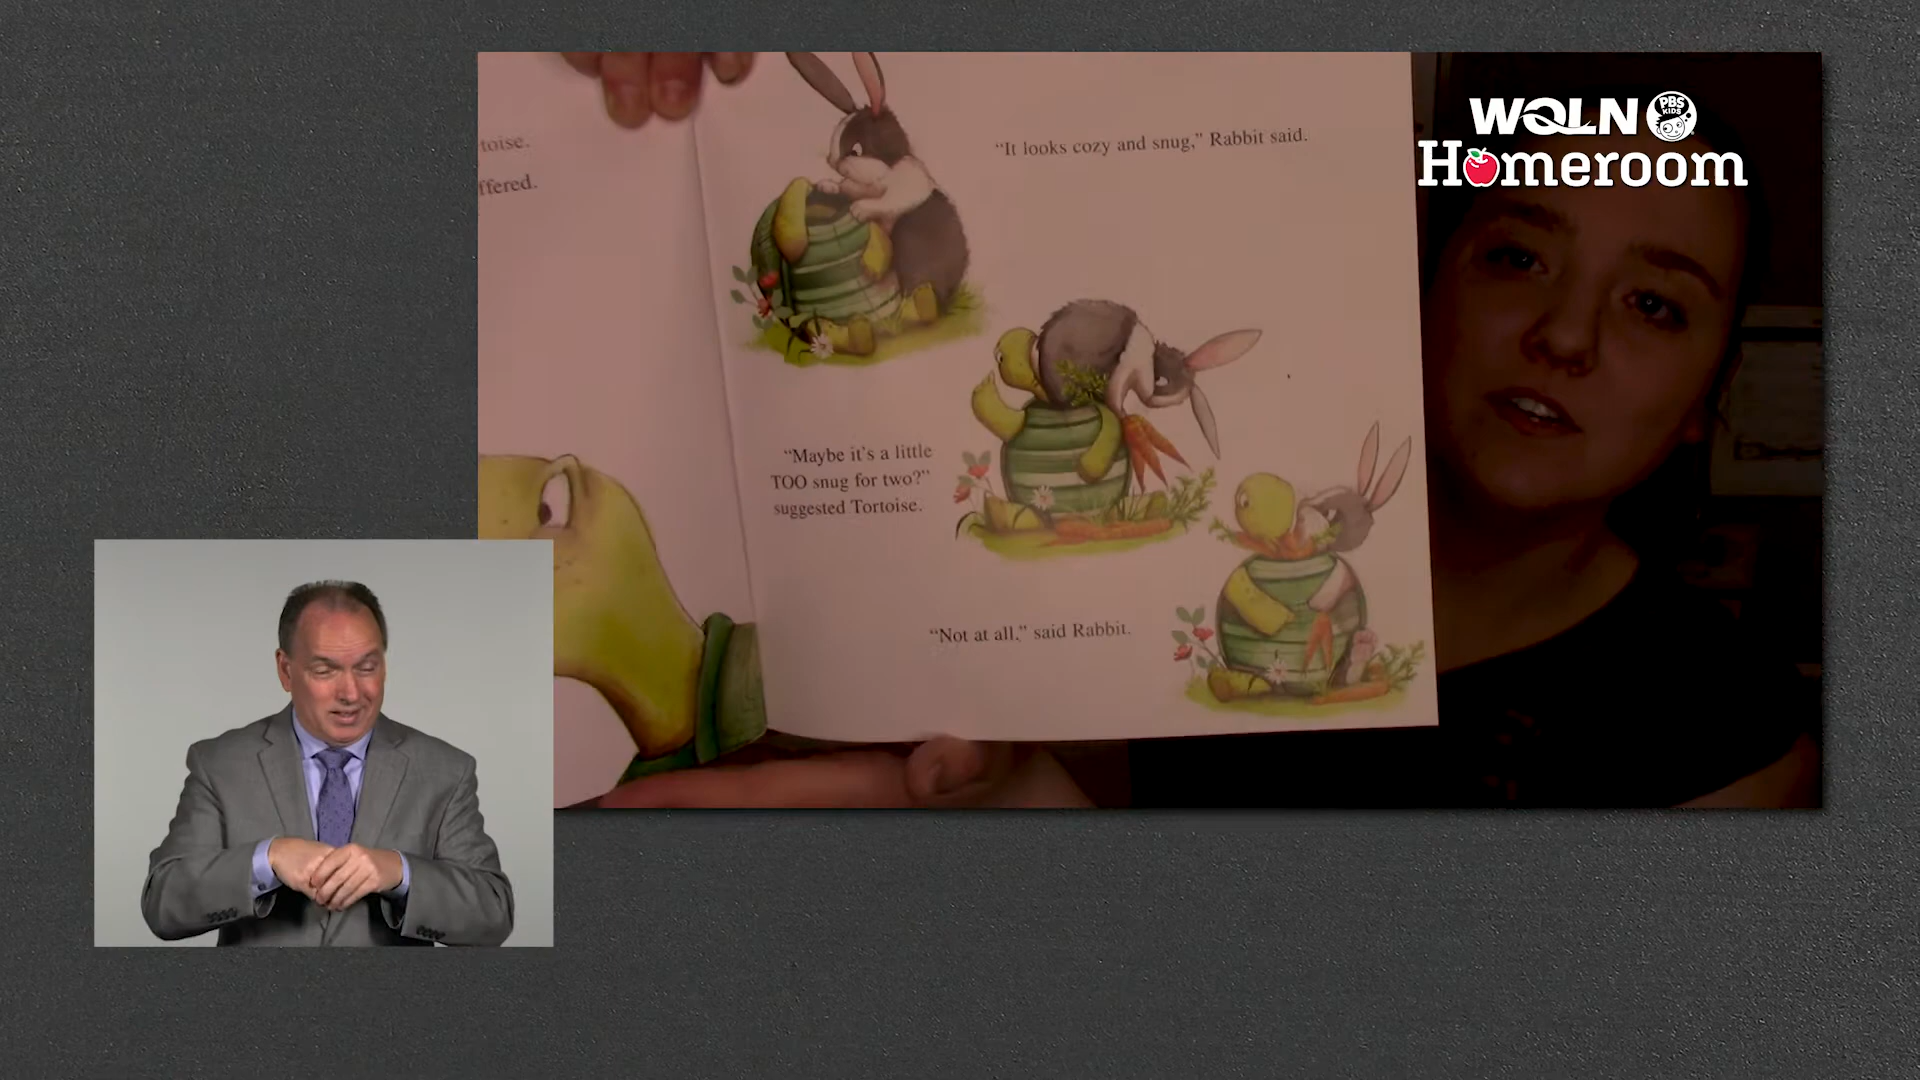 WQLN PBS KIDS
Homeroom
toise.
ffered.
“It looks cozy and snug,” Rabbit said.
“Maybe it’s a little
TOO snug for two?”
suggested Tortoise.
“Not at all,” said Rabbit.